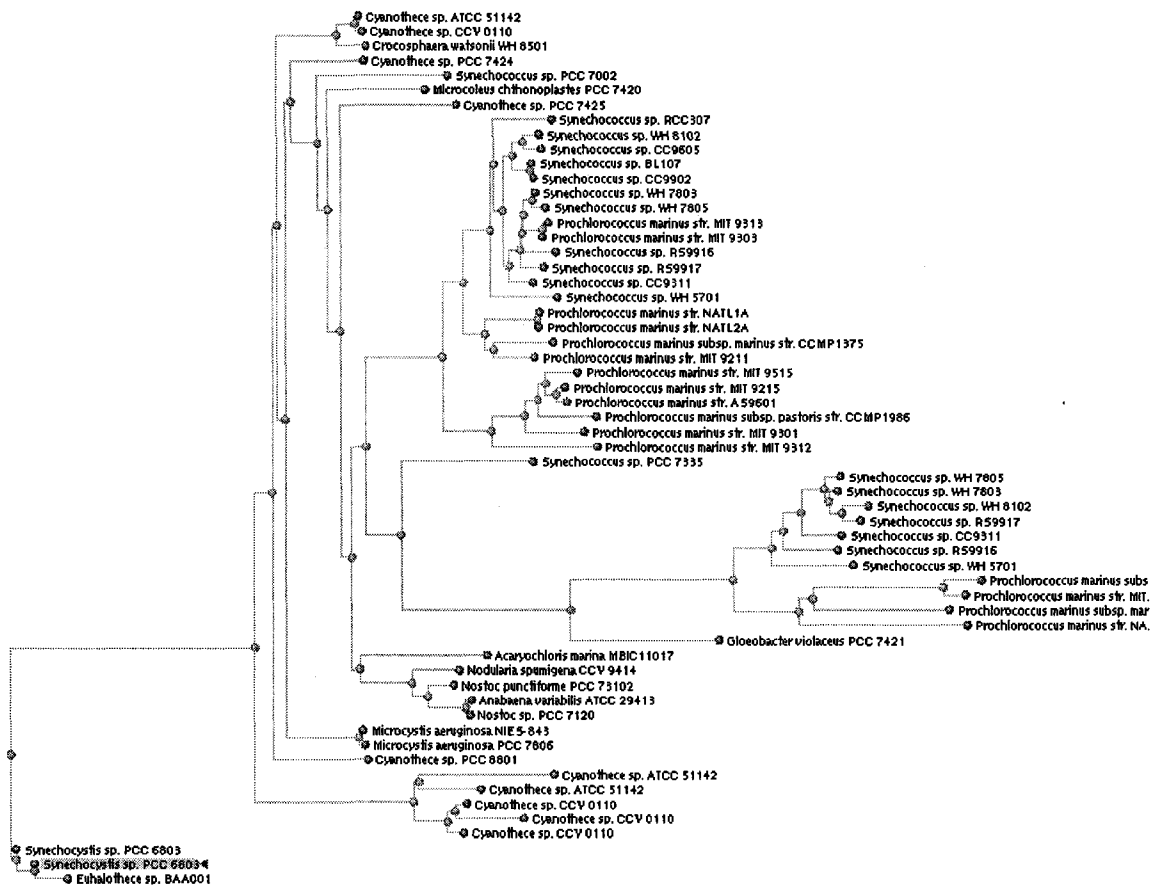 Cyanothece sp. ATCC 51142
Cyanothece sp. CCY 0110
Crocosphaera watsonii WH 8501
Cyanothece sp. PCC 7424
Synechococcus sp. PCC 7002
Microcoleus chthonoplastes PCC 7420
Cyanothece sp. PCC 7425
Synechococcus sp. RCC307
Synechococcus sp. WH 8102
Synechococcus sp. CC9605
Synechococcus sp. BL107
Synechococcus sp. CC9902
Synechococcus sp. WH 7803
Synechococcus sp. WH 7805
Prochlorococcus marinus str. MIT 9313
Prochlorococcus marinus str. MIT 9303
Synechococcus sp. RS9916
Synechococcus sp. RS9917
Synechococcus sp. CC9311
Synechococcus sp. WH 5701
Prochlorococcus marinus str. NATL1A
Prochlorococcus marinus str. NATL2A
Prochlorococcus marinus subsp. marinus str. CCMP1375
Prochlorococcus marinus str. MIT 9211
Prochlorococcus marinus str. MIT 9515
Prochlorococcus marinus str. MIT 9215
Prochlorococcus marinus str. AS9601
Prochlorococcus marinus subsp. pastoris str. CCMP1986
Prochlorococcus marinus str. MIT 9301
Prochlorococcus marinus str. MIT 9312
Synechococcus sp. PCC 7335
Synechococcus sp. WH 7805
Synechococcus sp. WH 7803
Synechococcus sp. WH 8102
Synechococcus sp. RS9917
Synechococcus sp. CC9311
Synechococcus sp. RS9916
Synechococcus sp. WH 5701
Prochlorococcus marinus subs
Prochlorococcus marinus str. MIT.
Prochlorococcus marinus subsp. mar
Prochlorococcus marinus str. NA.
Gloeobacter violaceus PCC 7421
Acaryochloris marina MBIC11017
Nodularia spumigena CCY 9414
Nostoc punctiforme PCC 73102
Anabaena variabilis ATCC 29413
Nostoc sp. PCC 7120
Microcystis aeruginosa NIES-843
Microcystis aeruginosa PCC 7806
Cyanothece sp. PCC 8801
Cyanothece sp. ATCC 51142
Cyanothece sp. ATCC 51142
Cyanothece sp. CCY 0110
Cyanothece sp. CCY 0110
Cyanothece sp. CCY 0110
Synechocystis sp. PCC 6803
Synechocystis sp. PCC 6803
Euhalothece sp. BAA001